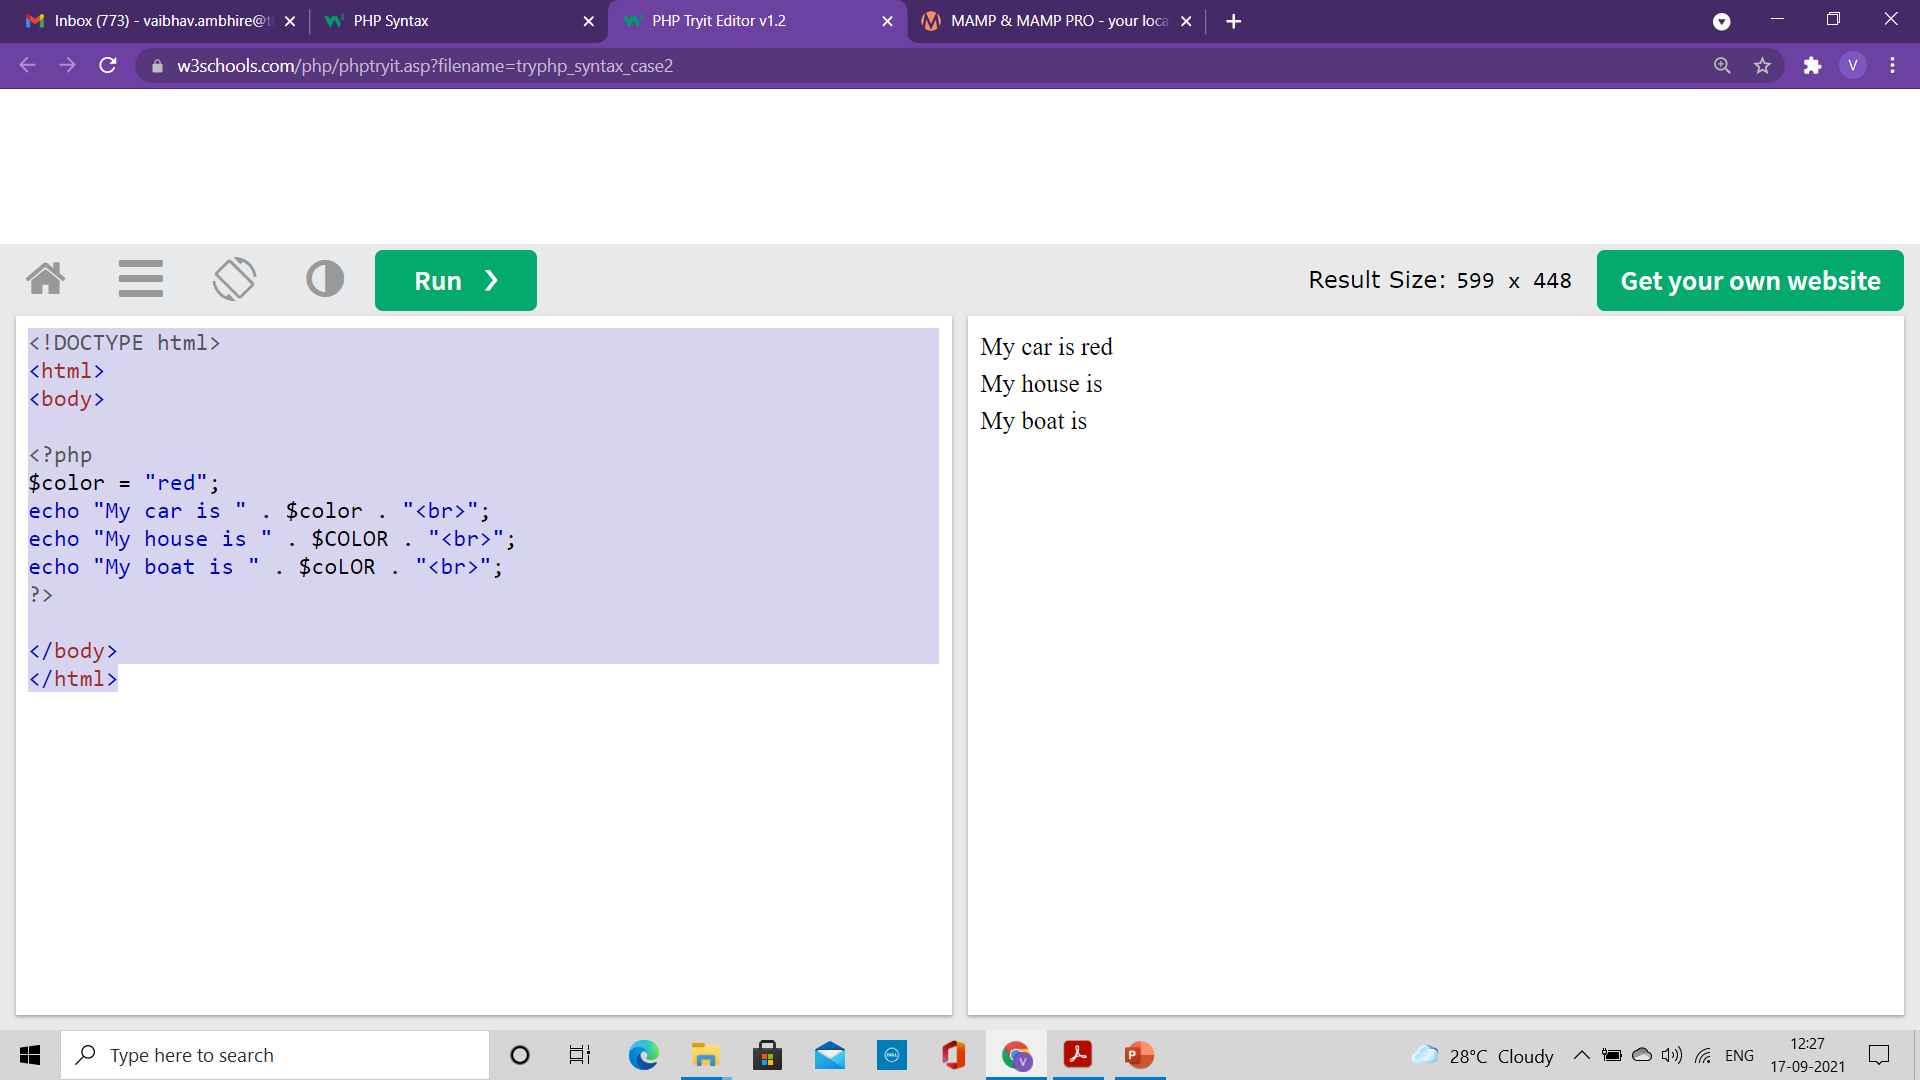 Inbox (773) - vaibhav.ambhire@t
PHP Syntax
PHP Tryit Editor v1.2
MAMP & MAMP PRO - your loca
w3schools.com/php/phptryit.asp?filename=tryphp_syntax_case2
V
Run ❯
Result Size: 599 x 448
Get your own website
<!DOCTYPE html>
<html>
<body>
<?php
$color = "red";
echo "My car is " . $color . "<br>";
echo "My house is " . $COLOR . "<br>";
echo "My boat is " . $coLOR . "<br>";
?>
</body>
</html>
My car is red
My house is
My boat is
Type here to search
28°C Cloudy
ENG
12:27
17-09-2021